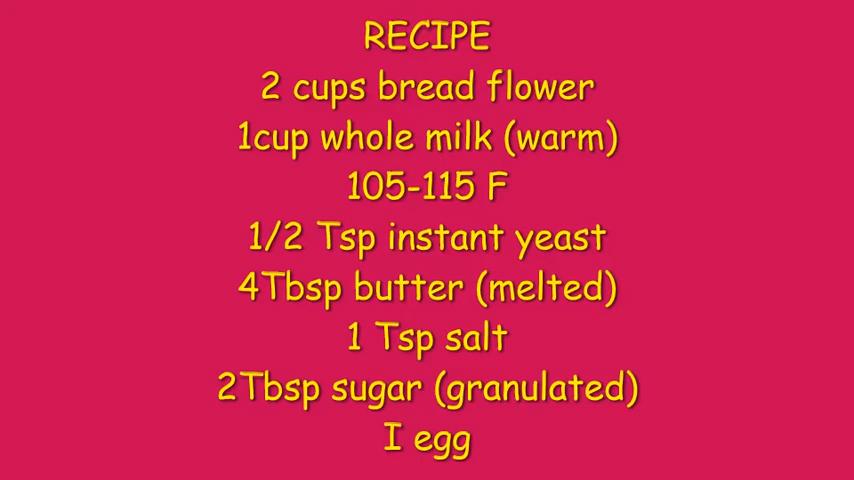 RECIPE
2 cups bread flower
1cup whole milk (warm)
105-115 F
1/2 Tsp instant yeast
4Tbsp butter (melted)
1 Tsp salt
2Tbsp sugar (granulated)
I egg